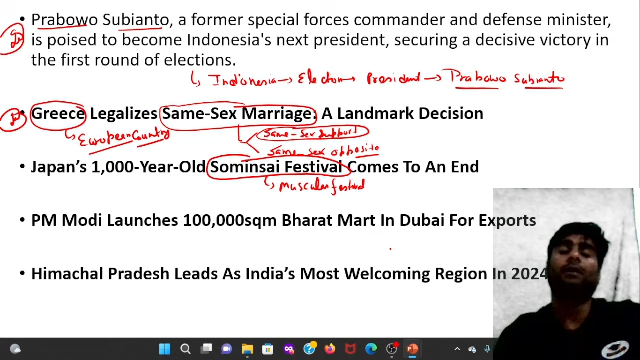 • Prabowo Subianto, a former special forces commander and defense minister,
is poised to become Indonesia's next president, securing a decisive victory in
the first round of elections.
Indonesia → Election → President → Prabowo Subianto
• Greece Legalizes Same-Sex Marriage: A Landmark Decision
European Country
Same-Sex Support
Same-Sex opposite
Japan's 1,000-Year-Old Sominsai Festival Comes To An End
Muscular festival
• PM Modi Launches 100,000sqm Bharat Mart In Dubai For Exports
• Himachal Pradesh Leads As India's Most Welcoming Region In 2024